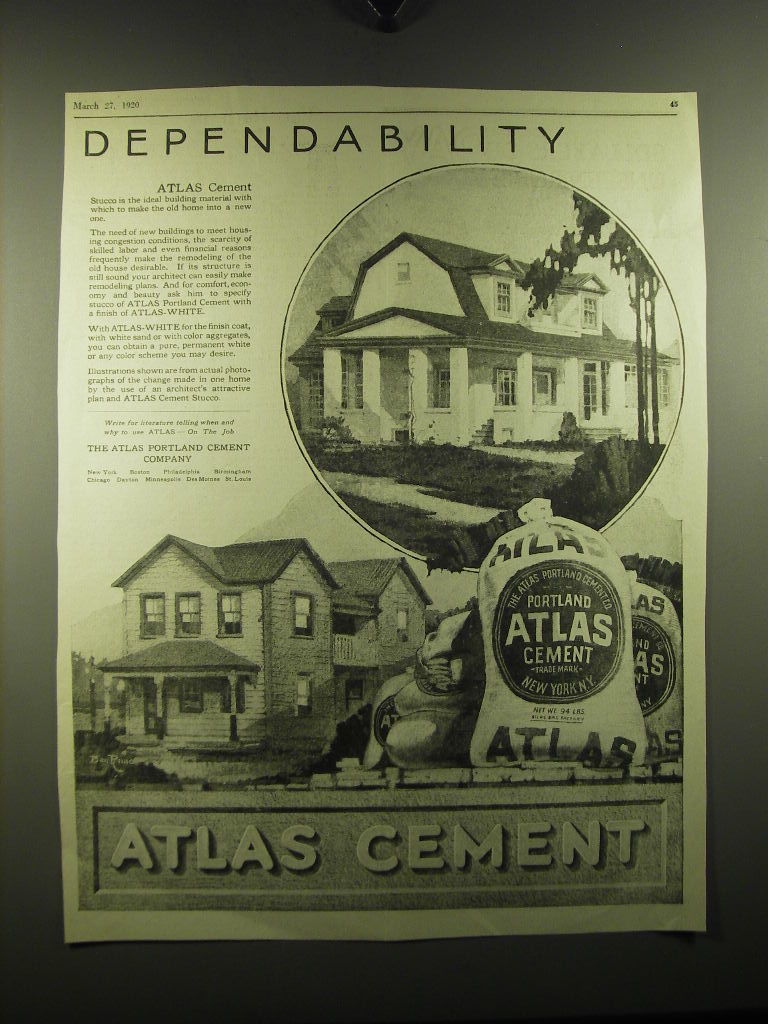 March 27, 1920
45
DEPENDABILITY
ATLAS Cement
Stucco is the ideal building material with
which to make the old home into a new
one.
The need of new buildings to meet hous-
ing congestion conditions, the scarcity of
skilled labor and even financial reasons
frequently make the remodeling of the
old house desirable. If its structure is
still sound your architect can easily make
remodeling plans. And for comfort, econ-
omy and beauty ask him to specify
stucco of ATLAS Portland Cement with
a finish of ATLAS-WHITE.
With ATLAS-WHITE for the finish coat,
with white sand or with color aggregates,
you can obtain a pure, permanent white
or any color scheme you may desire.
Illustrations shown are from actual photo-
graphs of the change made in one home
by the use of an architect's attractive
plan and ATLAS Cement Stucco.
Write for literature telling when and
why to use ATLAS—On The Job
THE ATLAS PORTLAND CEMENT
COMPANY
New York Boston Philadelphia Birmingham
Chicago Dayton Minneapolis Des Moines St. Louis
ATLAS
THE ATLAS PORTLAND CEMENT CO.
PORTLAND
ATLAS
CEMENT
-TRADE MARK-
NEW YORK N.Y.
NET WT. 94 LBS.
ATLAS
LAS
ND
AS
NT
NY
AS
AT
ATLAS CEMENT